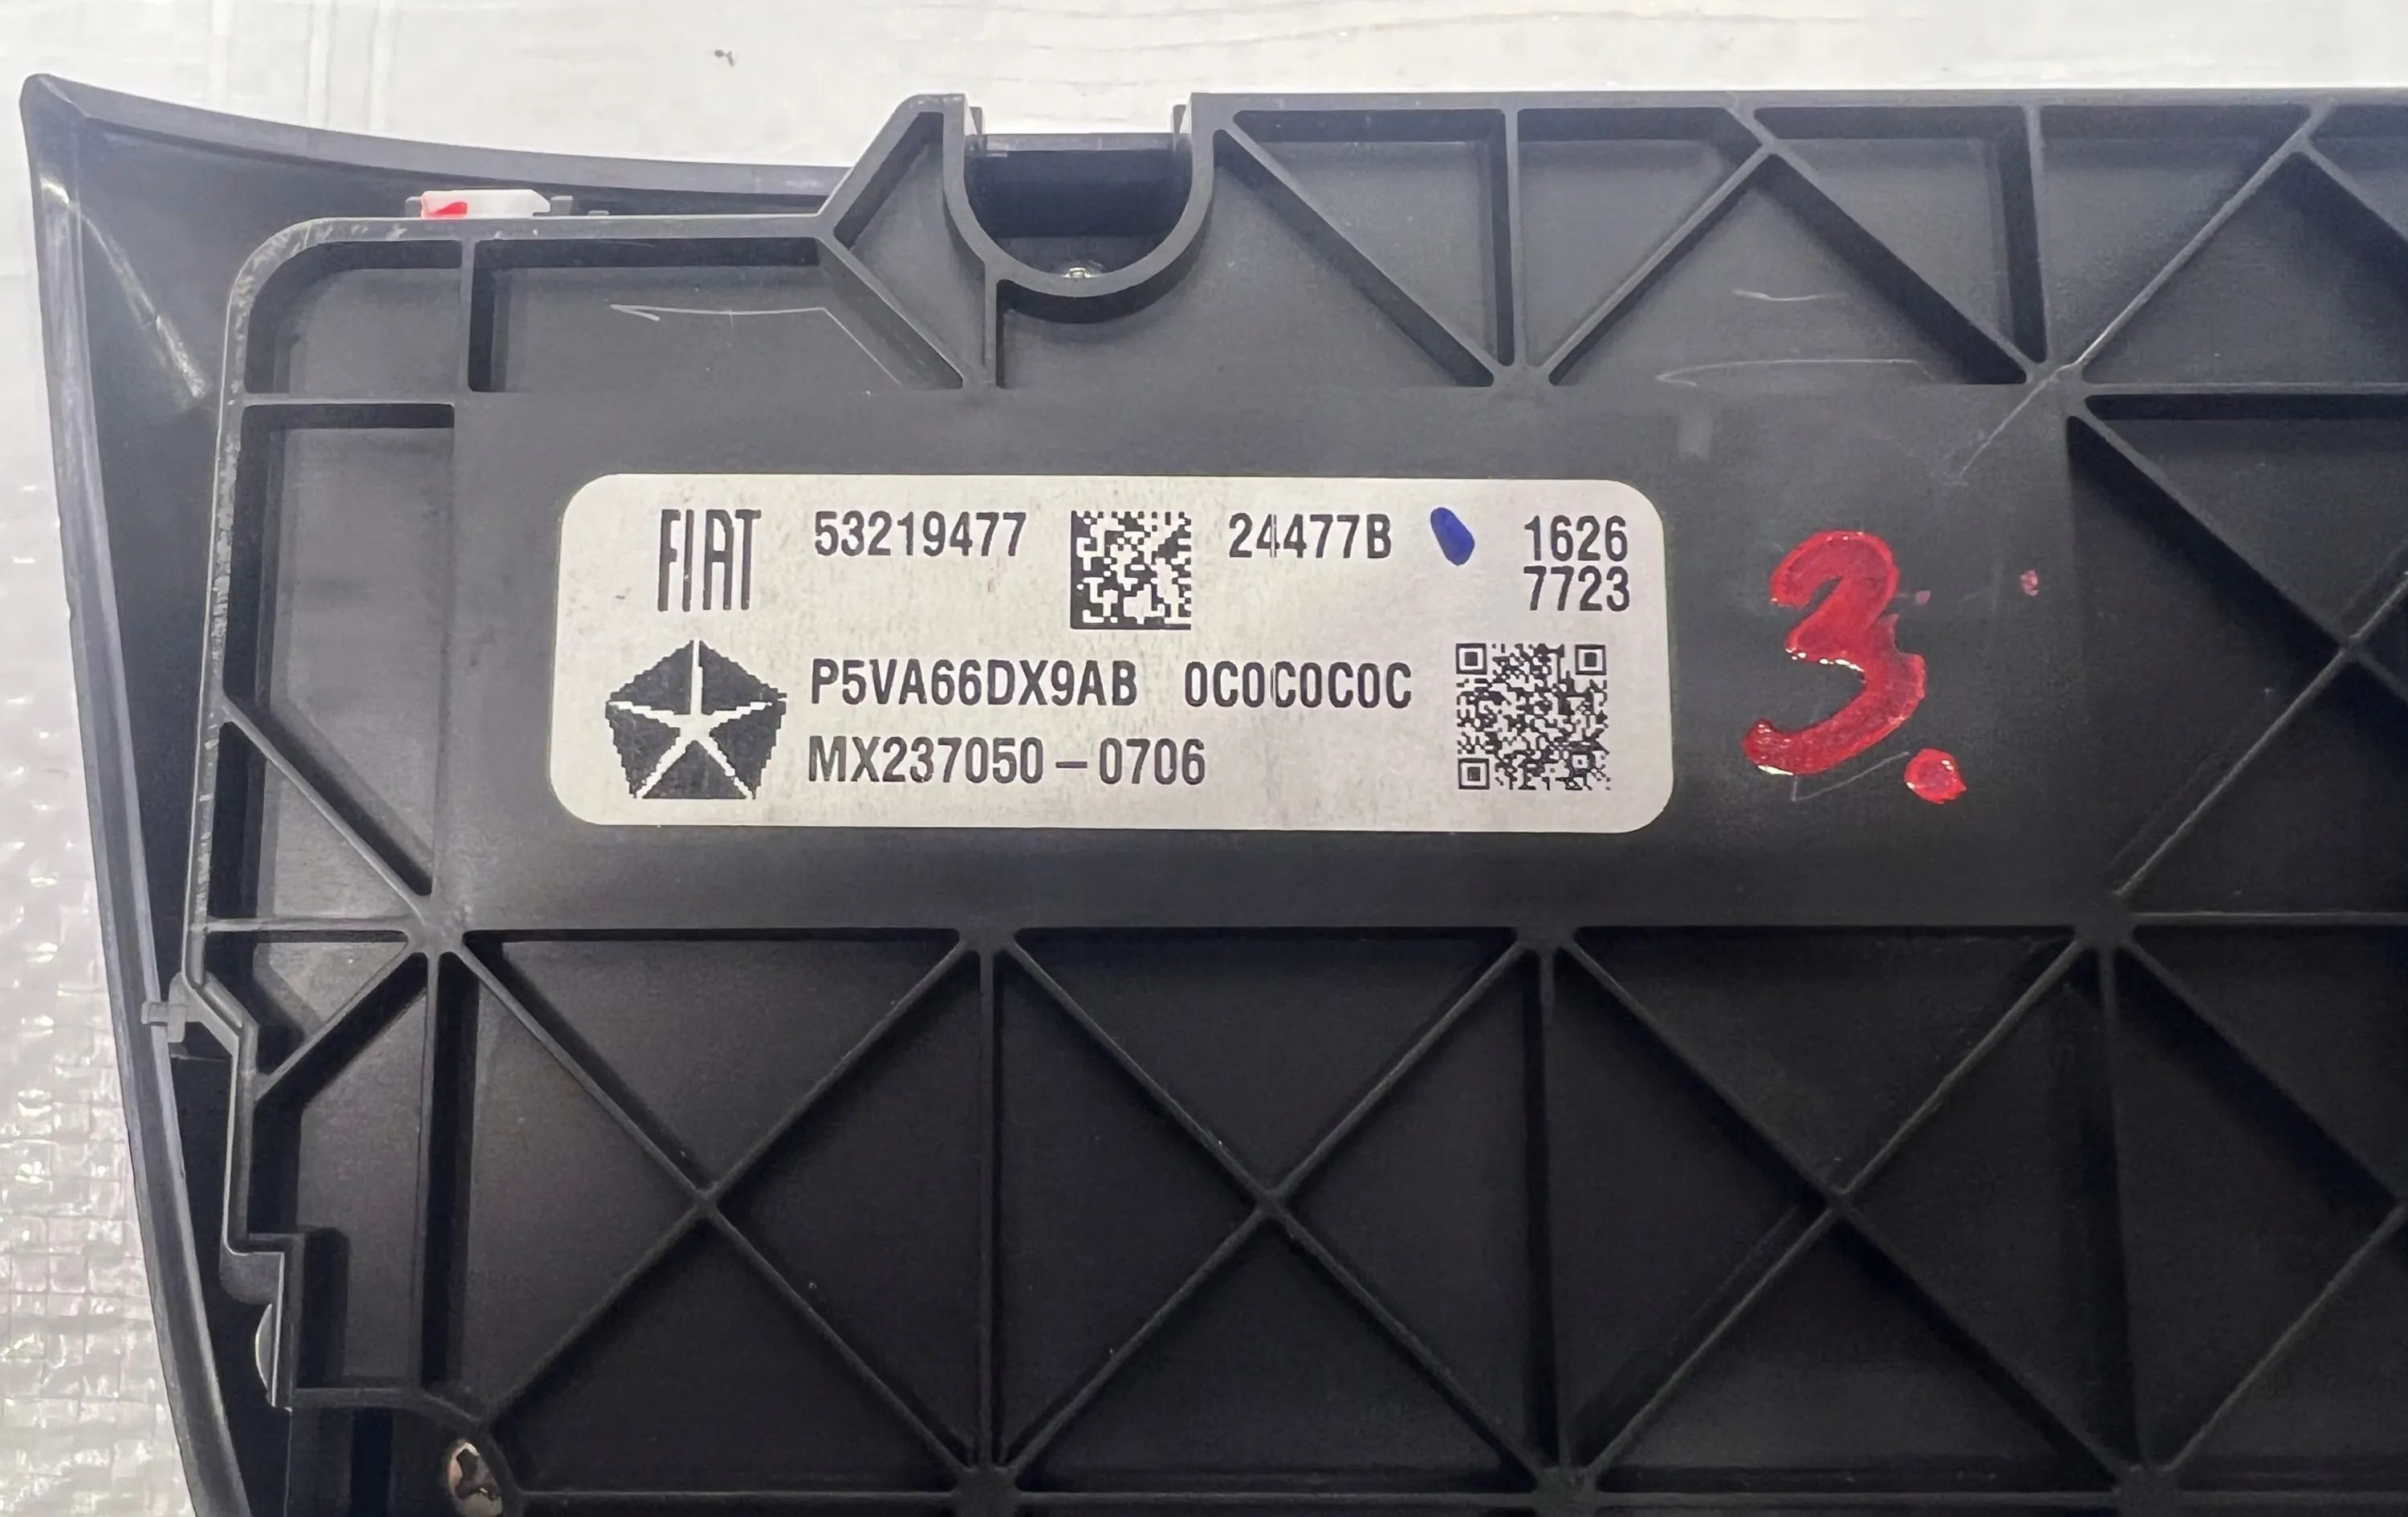 FIAT 53219477 24477B 1626
7723
P5VA66DX9AB 0C0C0C0C
MX237050-0706
3.